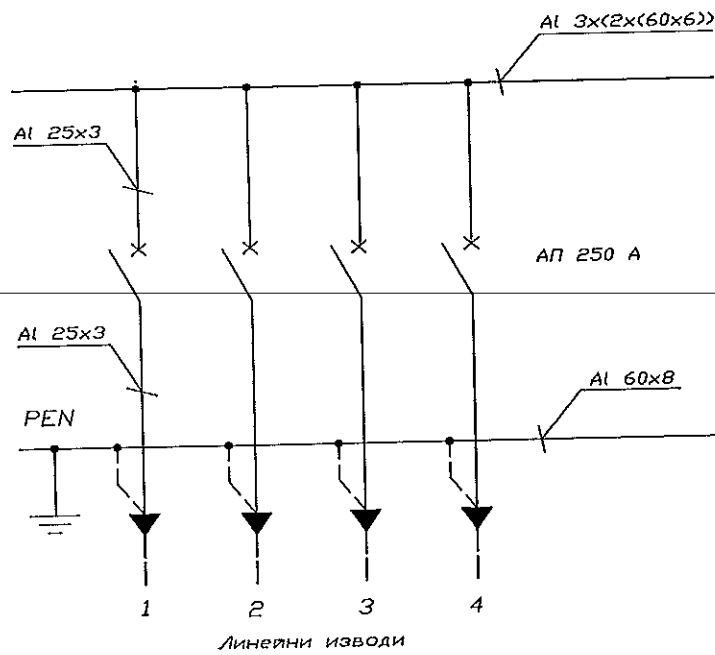 Al 3x(2x(60x6))
Al 25x3
АП 250 А
Al 25x3
Al 60x8
PEN
1 2 3 4
Линейни изводи